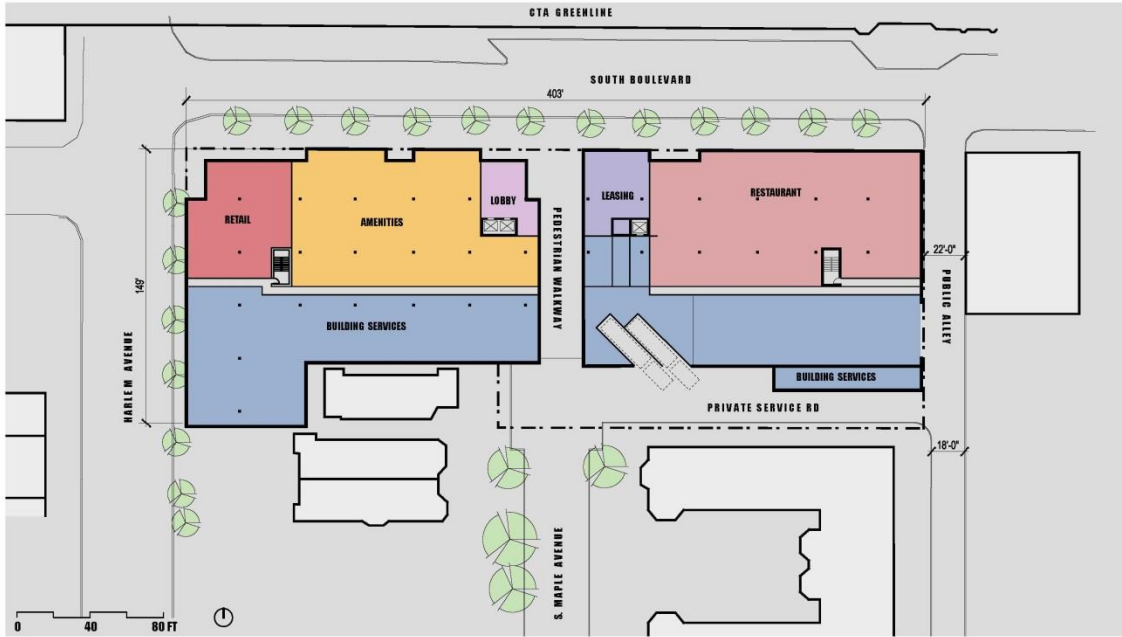 CTA GREENLINE
SOUTH BOULEVARD
403'
LEASING
RESTAURANT
LOBBY
RETAIL
AMENITIES
PEDESTRIAN WALKWAY
22'-0"
149'
PUBLIC ALLEY
BUILDING SERVICES
HARLEM AVENUE
BUILDING SERVICES
PRIVATE SERVICE RD
18'-0"
S. MAPLE AVENUE
0 40 80 FT